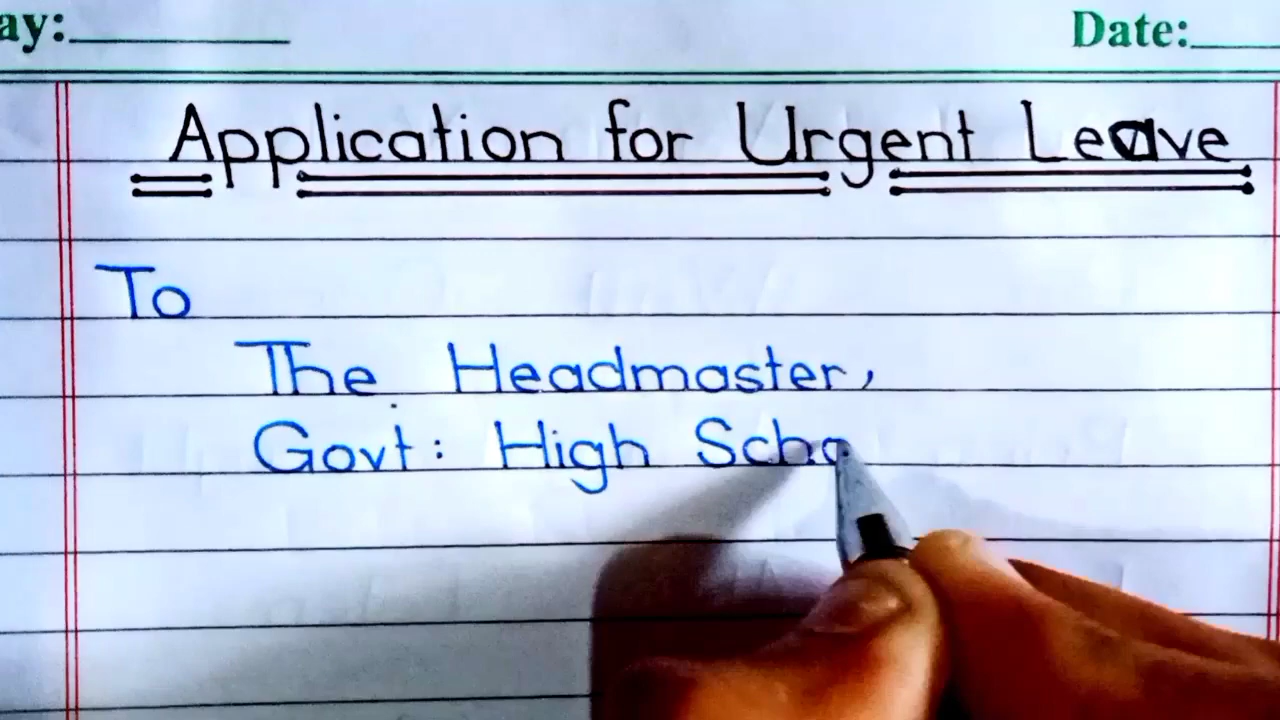 ay: Date:
Application for Urgent Leave
To
The Headmaster,
Govt: High Scho